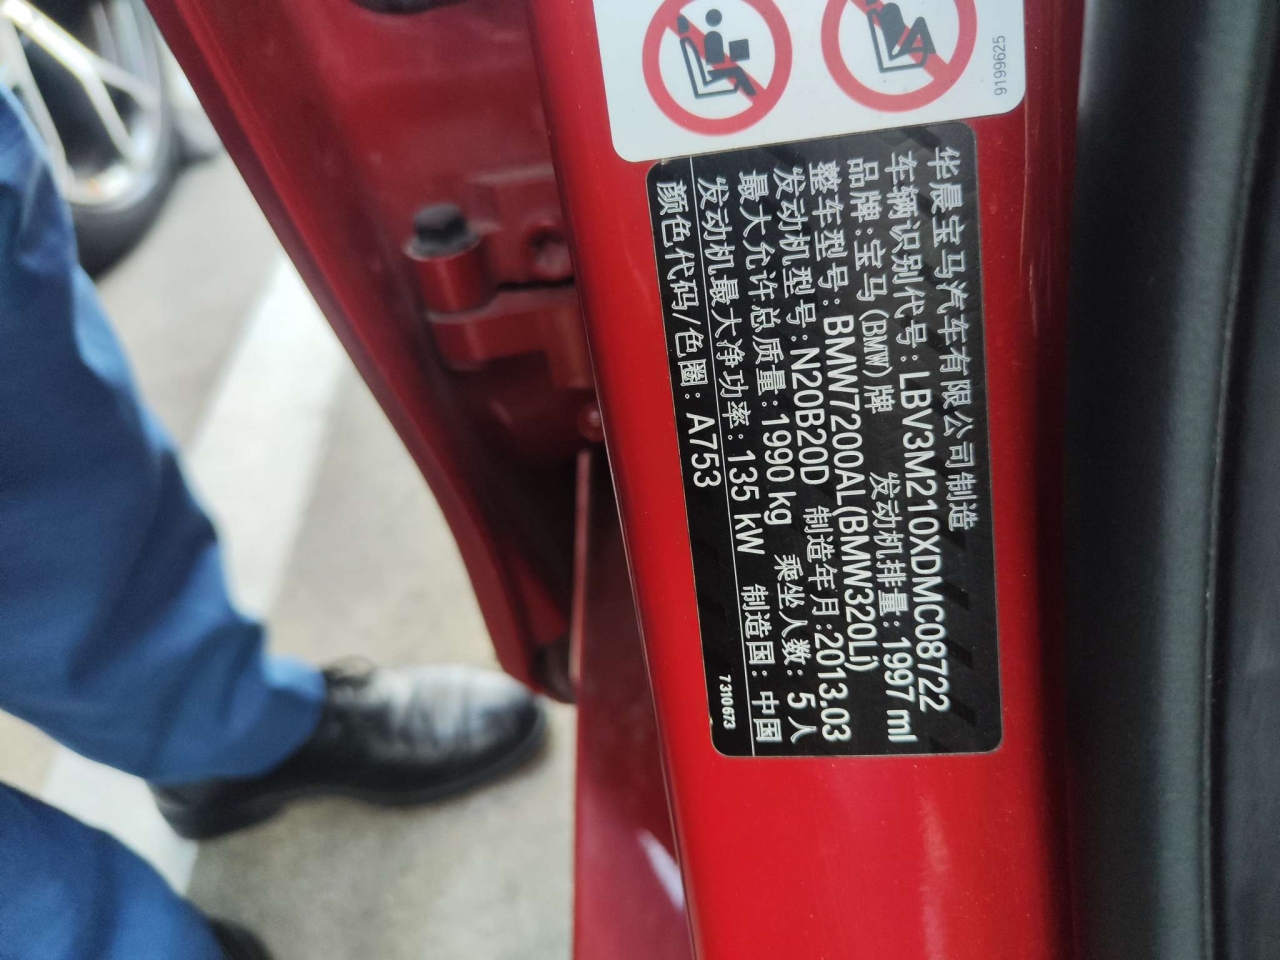 9199625
华晨宝马汽车有限公司制造
车辆识别代号:LBV3M210XDMC08722
品牌:宝马(BMW)牌 发动机排量:1997 ml
整车型号:BMW7200AL(BMW320Li)
发动机型号:N20B20D 制造年月:2013.03
最大允许总质量:1990 kg 乘坐人数:5人
发动机最大净功率:135 kW 制造国:中国
颜色代码/色圈:A753
7310673